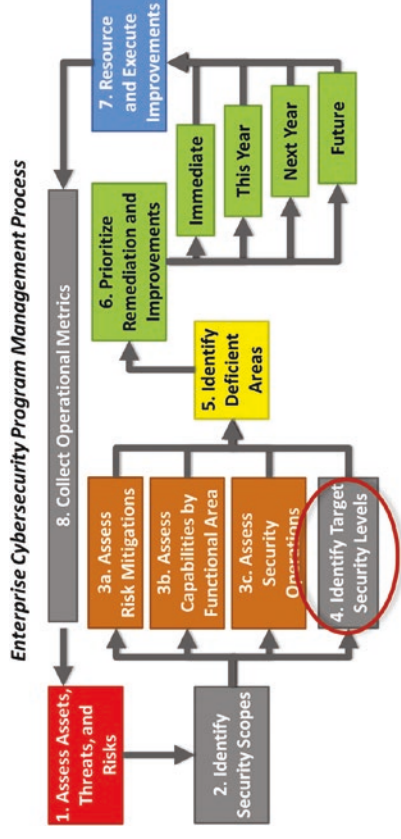 Enterprise Cybersecurity Program Management Process
8. Collect Operational Metrics
1. Assess Assets,
Threats, and
Risks
2. Identify
Security Scopes
3a. Assess
Risk Mitigations
3b. Assess
Capabilities by
Functional Area
3c. Assess
Security
Operations
4. Identify Target
Security Levels
5. Identify
Deficient
Areas
6. Prioritize
Remediation and
Improvements
Immediate
This Year
Next Year
Future
7. Resource
and Execute
Improvements